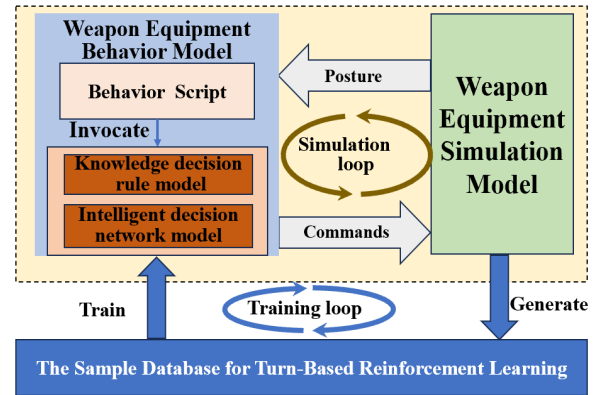 Weapon Equipment
Behavior Model
Behavior Script
Invocate
Knowledge decision
rule model
Intelligent decision
network model
Posture
Simulation
loop
Commands
Weapon
Equipment
Simulation
Model
Train
Training loop
Generate
The Sample Database for Turn-Based Reinforcement Learning